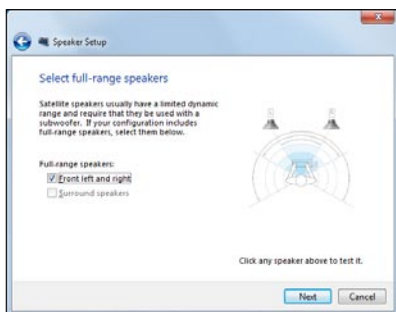 Speaker Setup
Select full-range speakers
Satellite speakers usually have a limited dynamic
range and require that they be used with a
subwoofer. If your configuration includes
full-range speakers, select them below.
Full-range speakers:
Front left and right
Surround speakers
Click any speaker above to test it.
Next Cancel